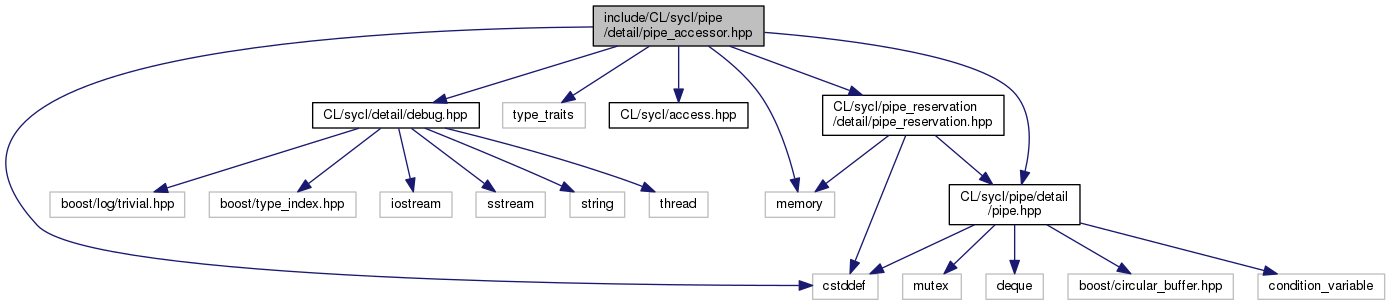 include/CL/sycl/pipe
/detail/pipe_accessor.hpp
CL/sycl/detail/debug.hpp
type_traits
CL/sycl/access.hpp
CL/sycl/pipe_reservation
/detail/pipe_reservation.hpp
boost/log/trivial.hpp
boost/type_index.hpp
iostream
sstream
string
thread
memory
CL/sycl/pipe/detail
/pipe.hpp
cstddef
mutex
deque
boost/circular_buffer.hpp
condition_variable